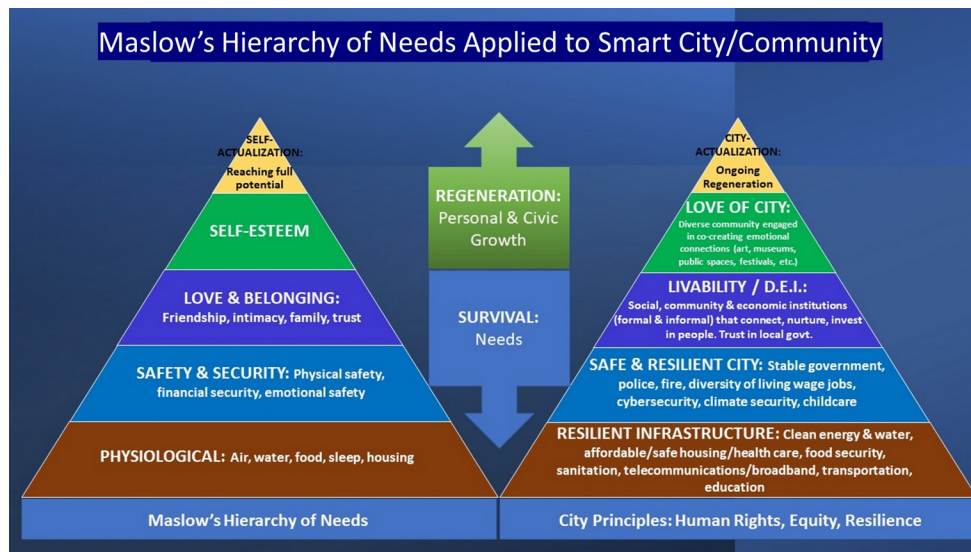 Maslow's Hierarchy of Needs Applied to Smart City/Community
SELF-
ACTUALIZATION:
Reaching full
potential
SELF-ESTEEM
LOVE & BELONGING:
Friendship, intimacy, family, trust
SAFETY & SECURITY: Physical safety,
financial security, emotional safety
PHYSIOLOGICAL: Air, water, food, sleep, housing
Maslow's Hierarchy of Needs
REGENERATION:
Personal & Civic
Growth
SURVIVAL:
Needs
CITY-
ACTUALIZATION:
Ongoing
Regeneration
LOVE OF CITY:
Diverse community engaged
in co-creating emotional
connections (art, museums,
public spaces, festivals, etc.)
LIVABILITY / D.E.I.:
Social, community & economic institutions
(formal & informal) that connect, nurture, invest
in people. Trust in local govt.
SAFE & RESILIENT CITY: Stable government,
police, fire, diversity of living wage jobs,
cybersecurity, climate security, childcare
RESILIENT INFRASTRUCTURE: Clean energy & water,
affordable/safe housing/health care, food security,
sanitation, telecommunications/broadband, transportation,
education
City Principles: Human Rights, Equity, Resilience